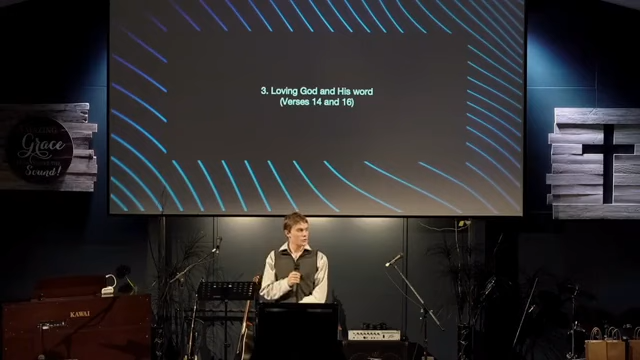 3. Loving God and His word
(Verses 14 and 16)
Grace
Sound!
KAWAI